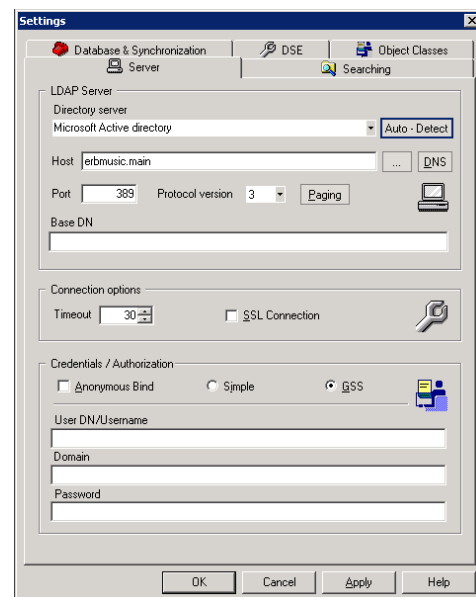 Settings
Database & Synchronization DSE Object Classes
Server Searching
LDAP Server
Directory server
Microsoft Active directory Auto - Detect
Host erbmusic.main ... DNS
Port 389 Protocol version 3 Paging
Base DN
Connection options
Timeout 30 SSL Connection
Credentials / Authorization
Anonymous Bind Simple GSS
User DN/Username
Domain
Password
OK Cancel Apply Help